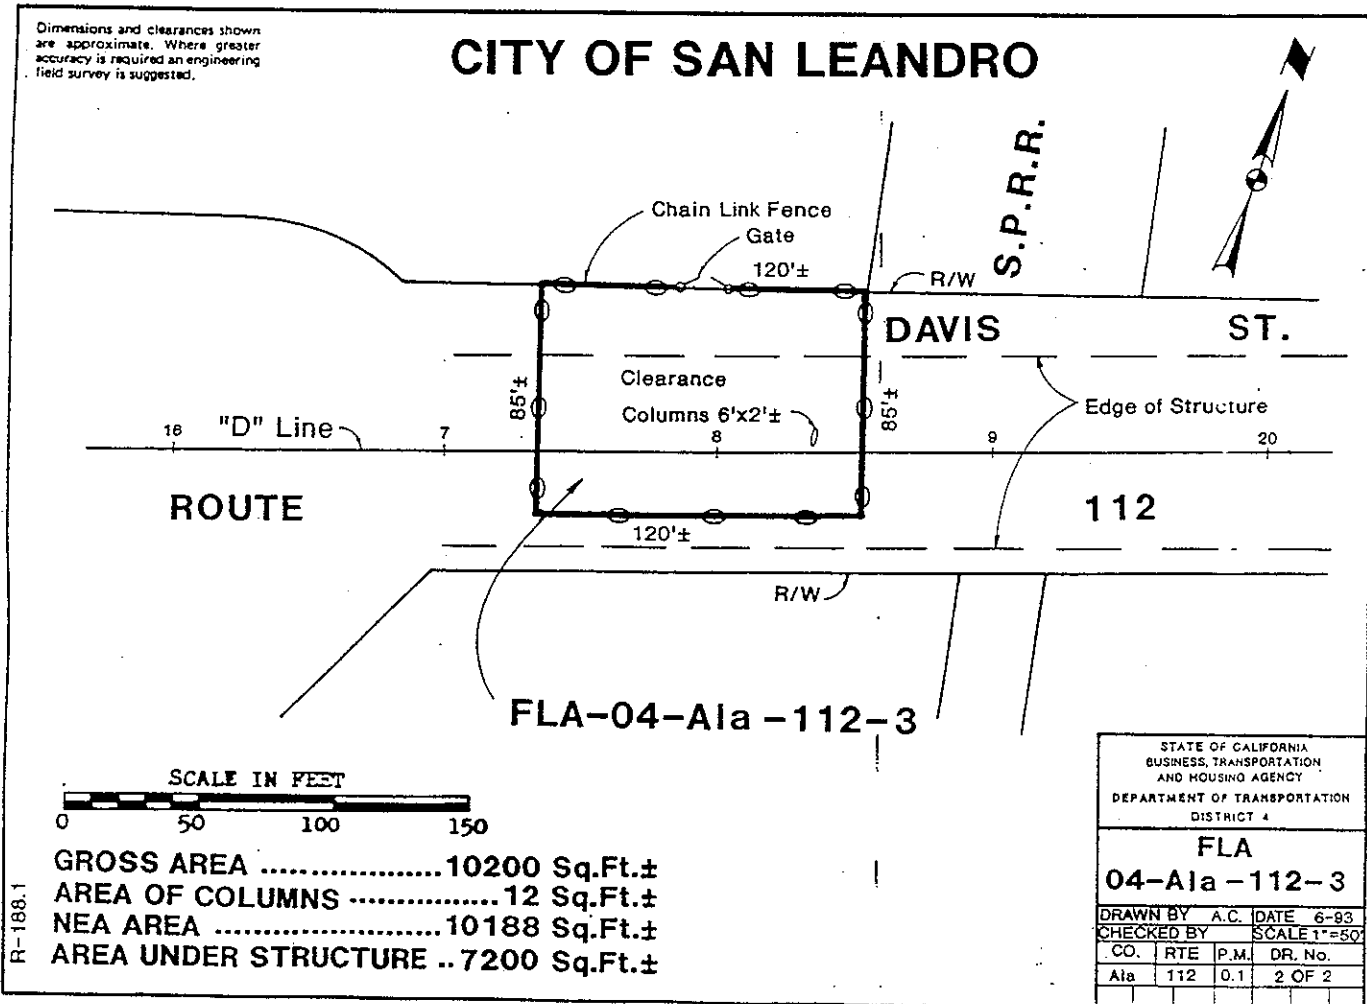 Dimensions and clearances shown
are approximate. Where greater
accuracy is required an engineering
field survey is suggested.
CITY OF SAN LEANDRO
S.P.R.R.
Chain Link Fence
Gate
120'±
R/W
DAVIS ST.
85'±
Clearance
Columns 6'x2'±
85'±
Edge of Structure
"D" Line
16 7 8 9 20
ROUTE 112
120'±
R/W
FLA-04-Ala-112-3
SCALE IN FEET
0 50 100 150
GROSS AREA .................... 10200 Sq.Ft.±
AREA OF COLUMNS ................ 12 Sq.Ft.±
NEA AREA ......................... 10188 Sq.Ft.±
AREA UNDER STRUCTURE .. 7200 Sq.Ft.±
R-188.1
STATE OF CALIFORNIA
BUSINESS, TRANSPORTATION
AND HOUSING AGENCY
DEPARTMENT OF TRANSPORTATION
DISTRICT 4
FLA
04-Ala-112-3
DRAWN BY A.C. DATE 6-93
CHECKED BY SCALE 1"=50'
CO. RTE P.M. DR. No.
Ala 112 0.1 2 OF 2